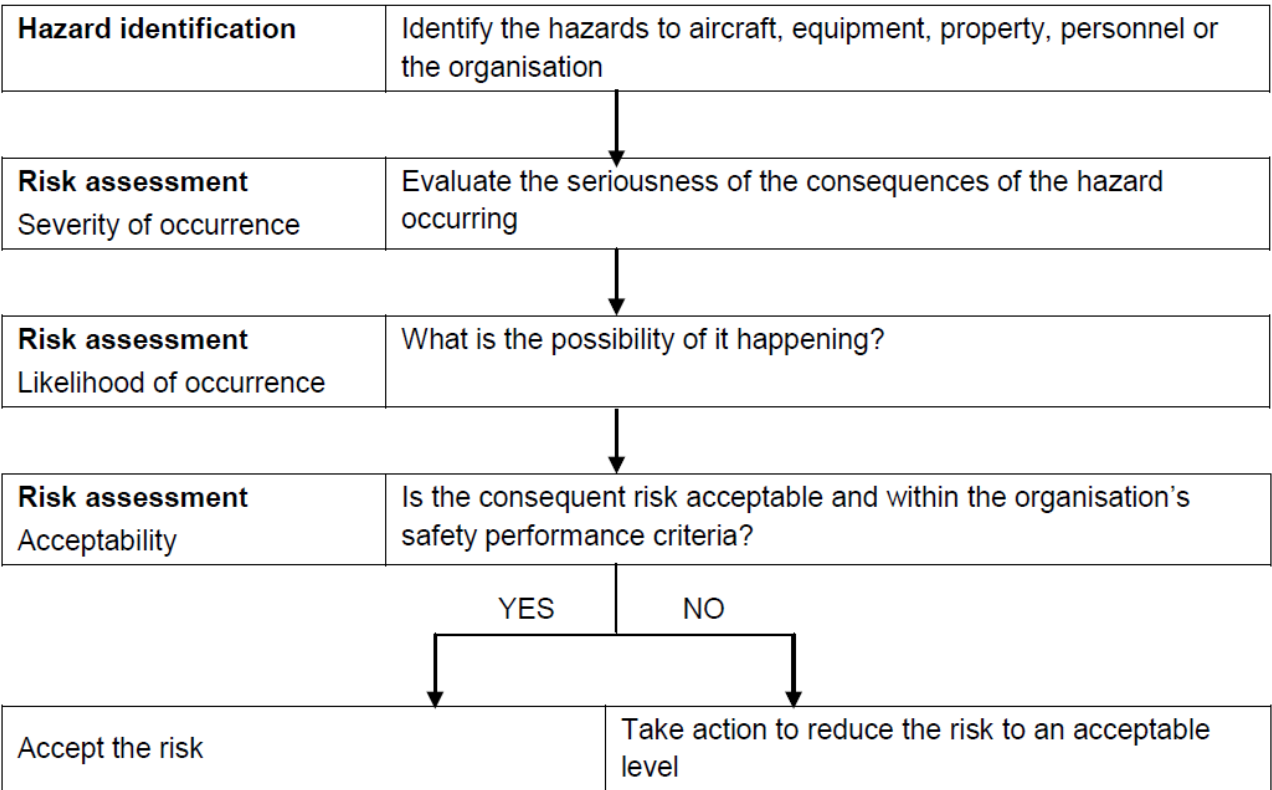 Hazard identification
Identify the hazards to aircraft, equipment, property, personnel or
the organisation
Risk assessment
Severity of occurrence
Evaluate the seriousness of the consequences of the hazard
occurring
Risk assessment
Likelihood of occurrence
What is the possibility of it happening?
Risk assessment
Acceptability
Is the consequent risk acceptable and within the organisation's
safety performance criteria?
YES
NO
Accept the risk
Take action to reduce the risk to an acceptable
level